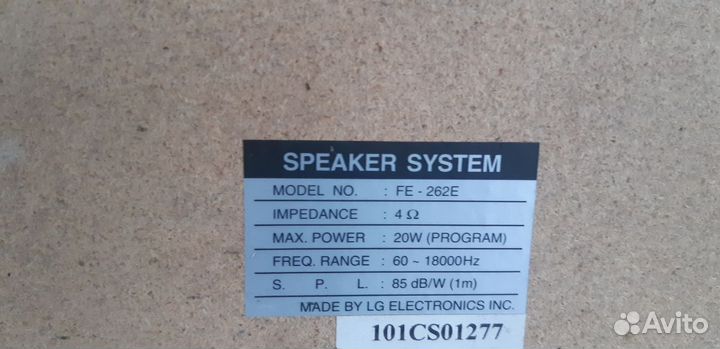 SPEAKER SYSTEM
MODEL NO. : FE - 262E
IMPEDANCE : 4 Ω
MAX. POWER : 20W (PROGRAM)
FREQ. RANGE : 60 ~ 18000Hz
S. P. L. : 85 dB/W (1m)
MADE BY LG ELECTRONICS INC.
101CS01277
Avito